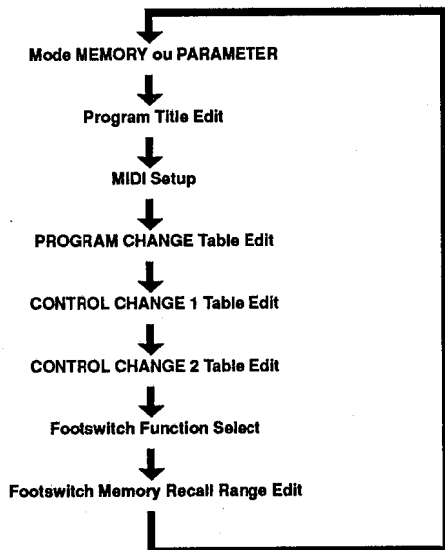 Mode MEMORY ou PARAMETER
Program Title Edit
MIDI Setup
PROGRAM CHANGE Table Edit
CONTROL CHANGE 1 Table Edit
CONTROL CHANGE 2 Table Edit
Footswitch Function Select
Footswitch Memory Recall Range Edit